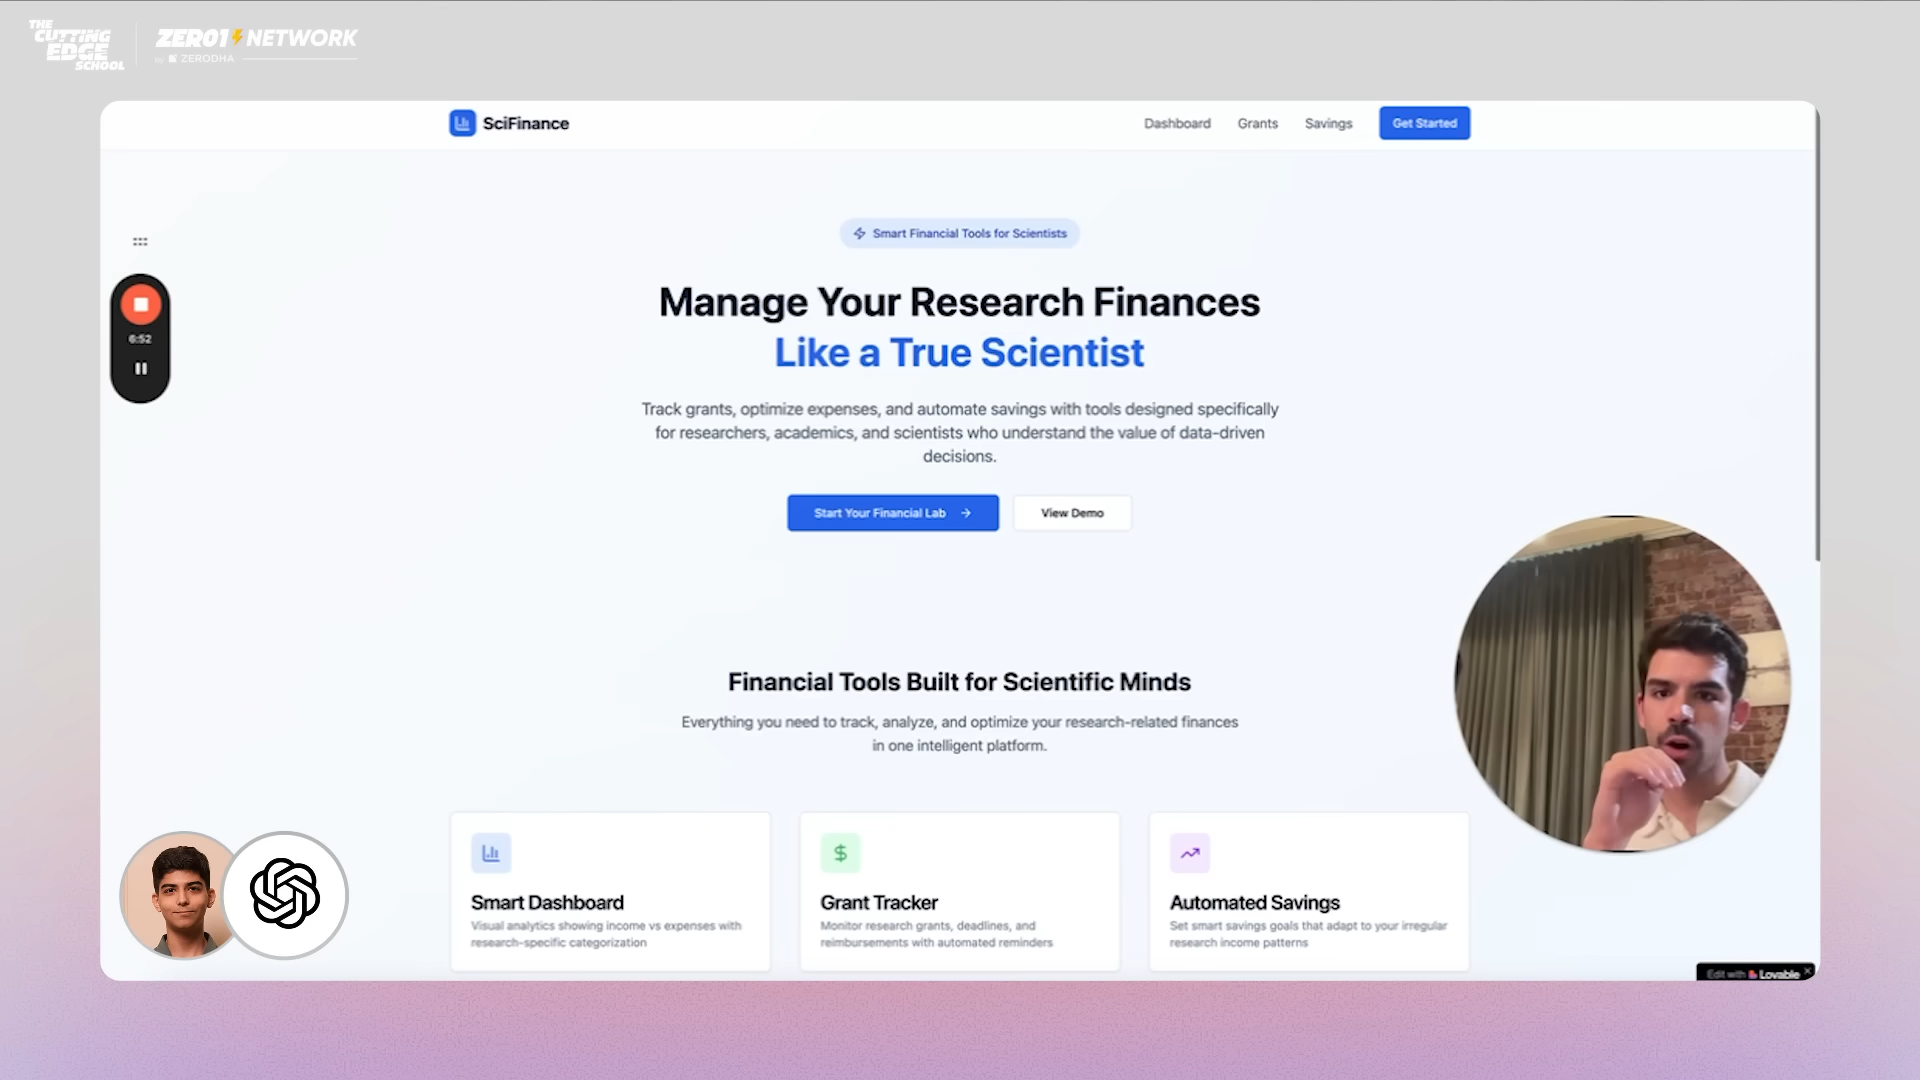 THE
CUTTING
EDGE
SCHOOL
ZERO1 NETWORK
by ZERODHA
SciFinance
Dashboard
Grants
Savings
Get Started
Smart Financial Tools for Scientists
Manage Your Research Finances
Like a True Scientist
Track grants, optimize expenses, and automate savings with tools designed specifically
for researchers, academics, and scientists who understand the value of data-driven
decisions.
Start Your Financial Lab
View Demo
6:52
Financial Tools Built for Scientific Minds
Everything you need to track, analyze, and optimize your research-related finances
in one intelligent platform.
Smart Dashboard
Visual analytics showing income vs expenses with
research-specific categorization
Grant Tracker
Monitor research grants, deadlines, and
reimbursements with automated reminders
Automated Savings
Set smart savings goals that adapt to your irregular
research income patterns
Edit with Lovable